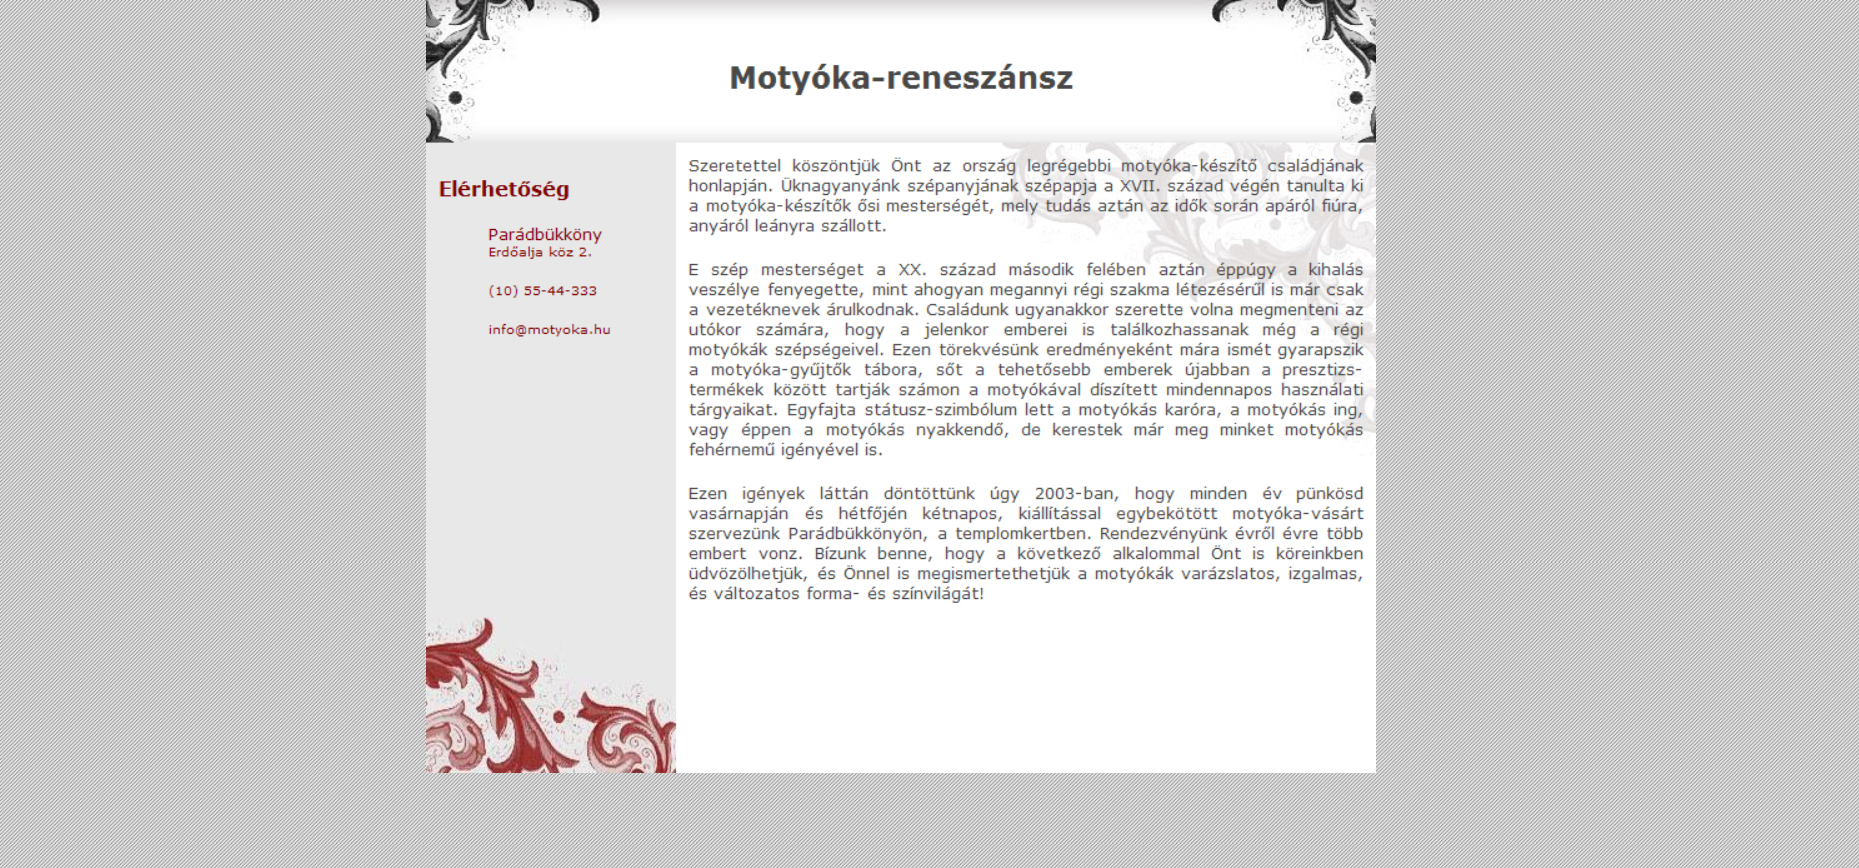 Motyóka-reneszánsz
Elérhetőség
Parádbükköny
Erdőalja köz 2.
(10) 55-44-333
info@motyoka.hu
Szeretettel köszöntjük Önt az ország legrégebbi motyóka-készítő családjának
honlapján. Üknagyanyánk szépanyjának szépapja a XVII. század végén tanulta ki
a motyóka-készítők ősi mesterségét, mely tudás aztán az idők során apáról fiúra,
anyáról leányra szállott.
E szép mesterséget a XX. század második felében aztán éppúgy a kihalás
veszélye fenyegette, mint ahogyan megannyi régi szakma létezéséről is már csak
a vezetéknevek árulkodnak. Családunk ugyanakkor szerette volna megmenteni az
utókor számára, hogy a jelenkor emberei is találkozhassanak még a régi
motyókák szépségeivel. Ezen törekvésünk eredményeként mára ismét gyarapszik
a motyóka-gyűjtők tábora, sőt a tehetősebb emberek újabban a presztizs-
termékek között tartják számon a motyókával díszített mindennapos használati
tárgyaikat. Egyfajta státusz-szimbólum lett a motyókás karóra, a motyókás ing,
vagy éppen a motyókás nyakkendő, de kerestek már meg minket motyókás
fehérnemű igényével is.
Ezen igények láttán döntöttünk úgy 2003-ban, hogy minden év pünkösd
vasárnapján és hétfőjén kétnapos, kiállítással egybekötött motyóka-vásárt
szervezünk Parádbükkönyön, a templomkertben. Rendezvényünk évről évre több
embert vonz. Bízunk benne, hogy a következő alkalommal Önt is köreinkben
üdvözölhetjük, és Önnel is megismertethetjük a motyókák varázslatos, izgalmas,
és változatos forma- és színvilágát!